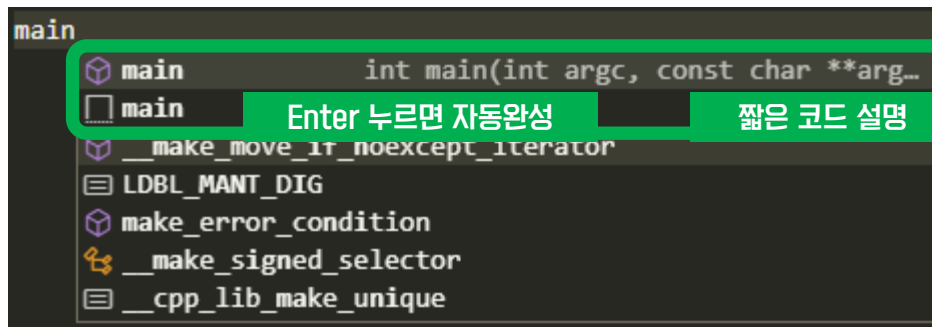 main
main int main(int argc, const char **arg…
main
Enter 누르면 자동완성
짧은 코드 설명
__make_move_if_noexcept_iterator
LDBL_MANT_DIG
make_error_condition
__make_signed_selector
__cpp_lib_make_unique